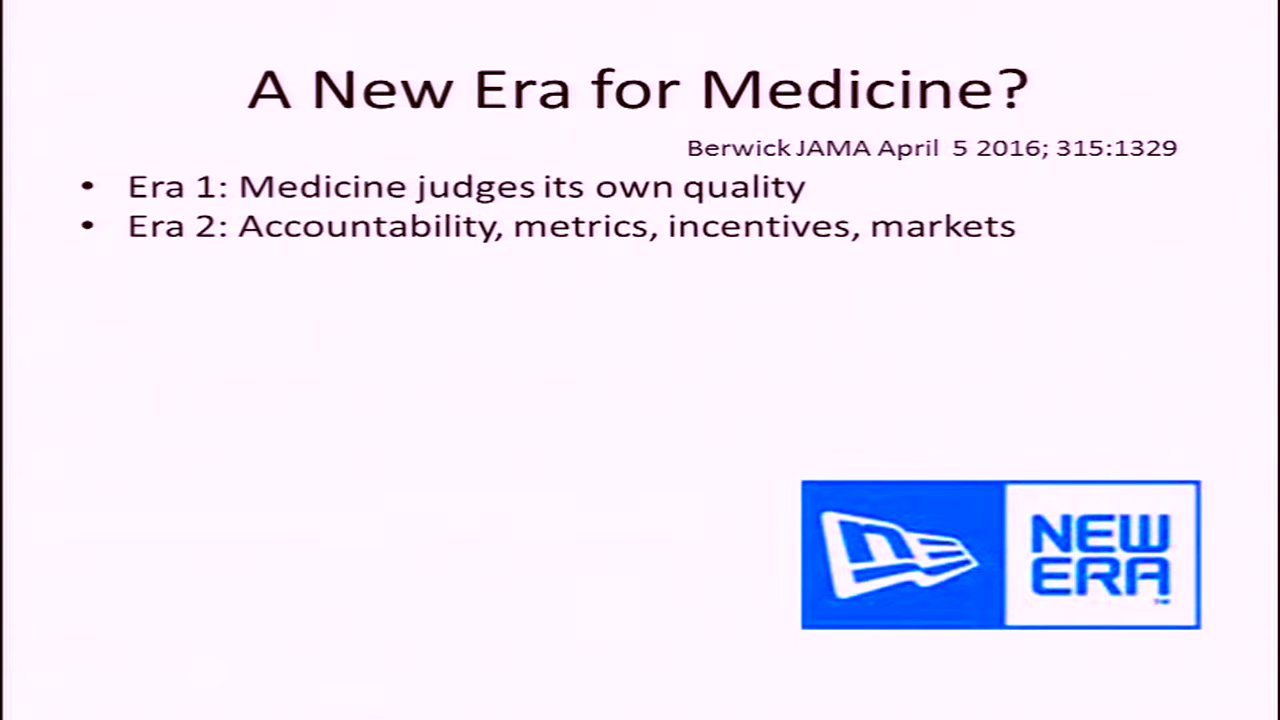 A New Era for Medicine?
Berwick JAMA April 5 2016; 315:1329
• Era 1: Medicine judges its own quality
• Era 2: Accountability, metrics, incentives, markets
NEW
ERA
™